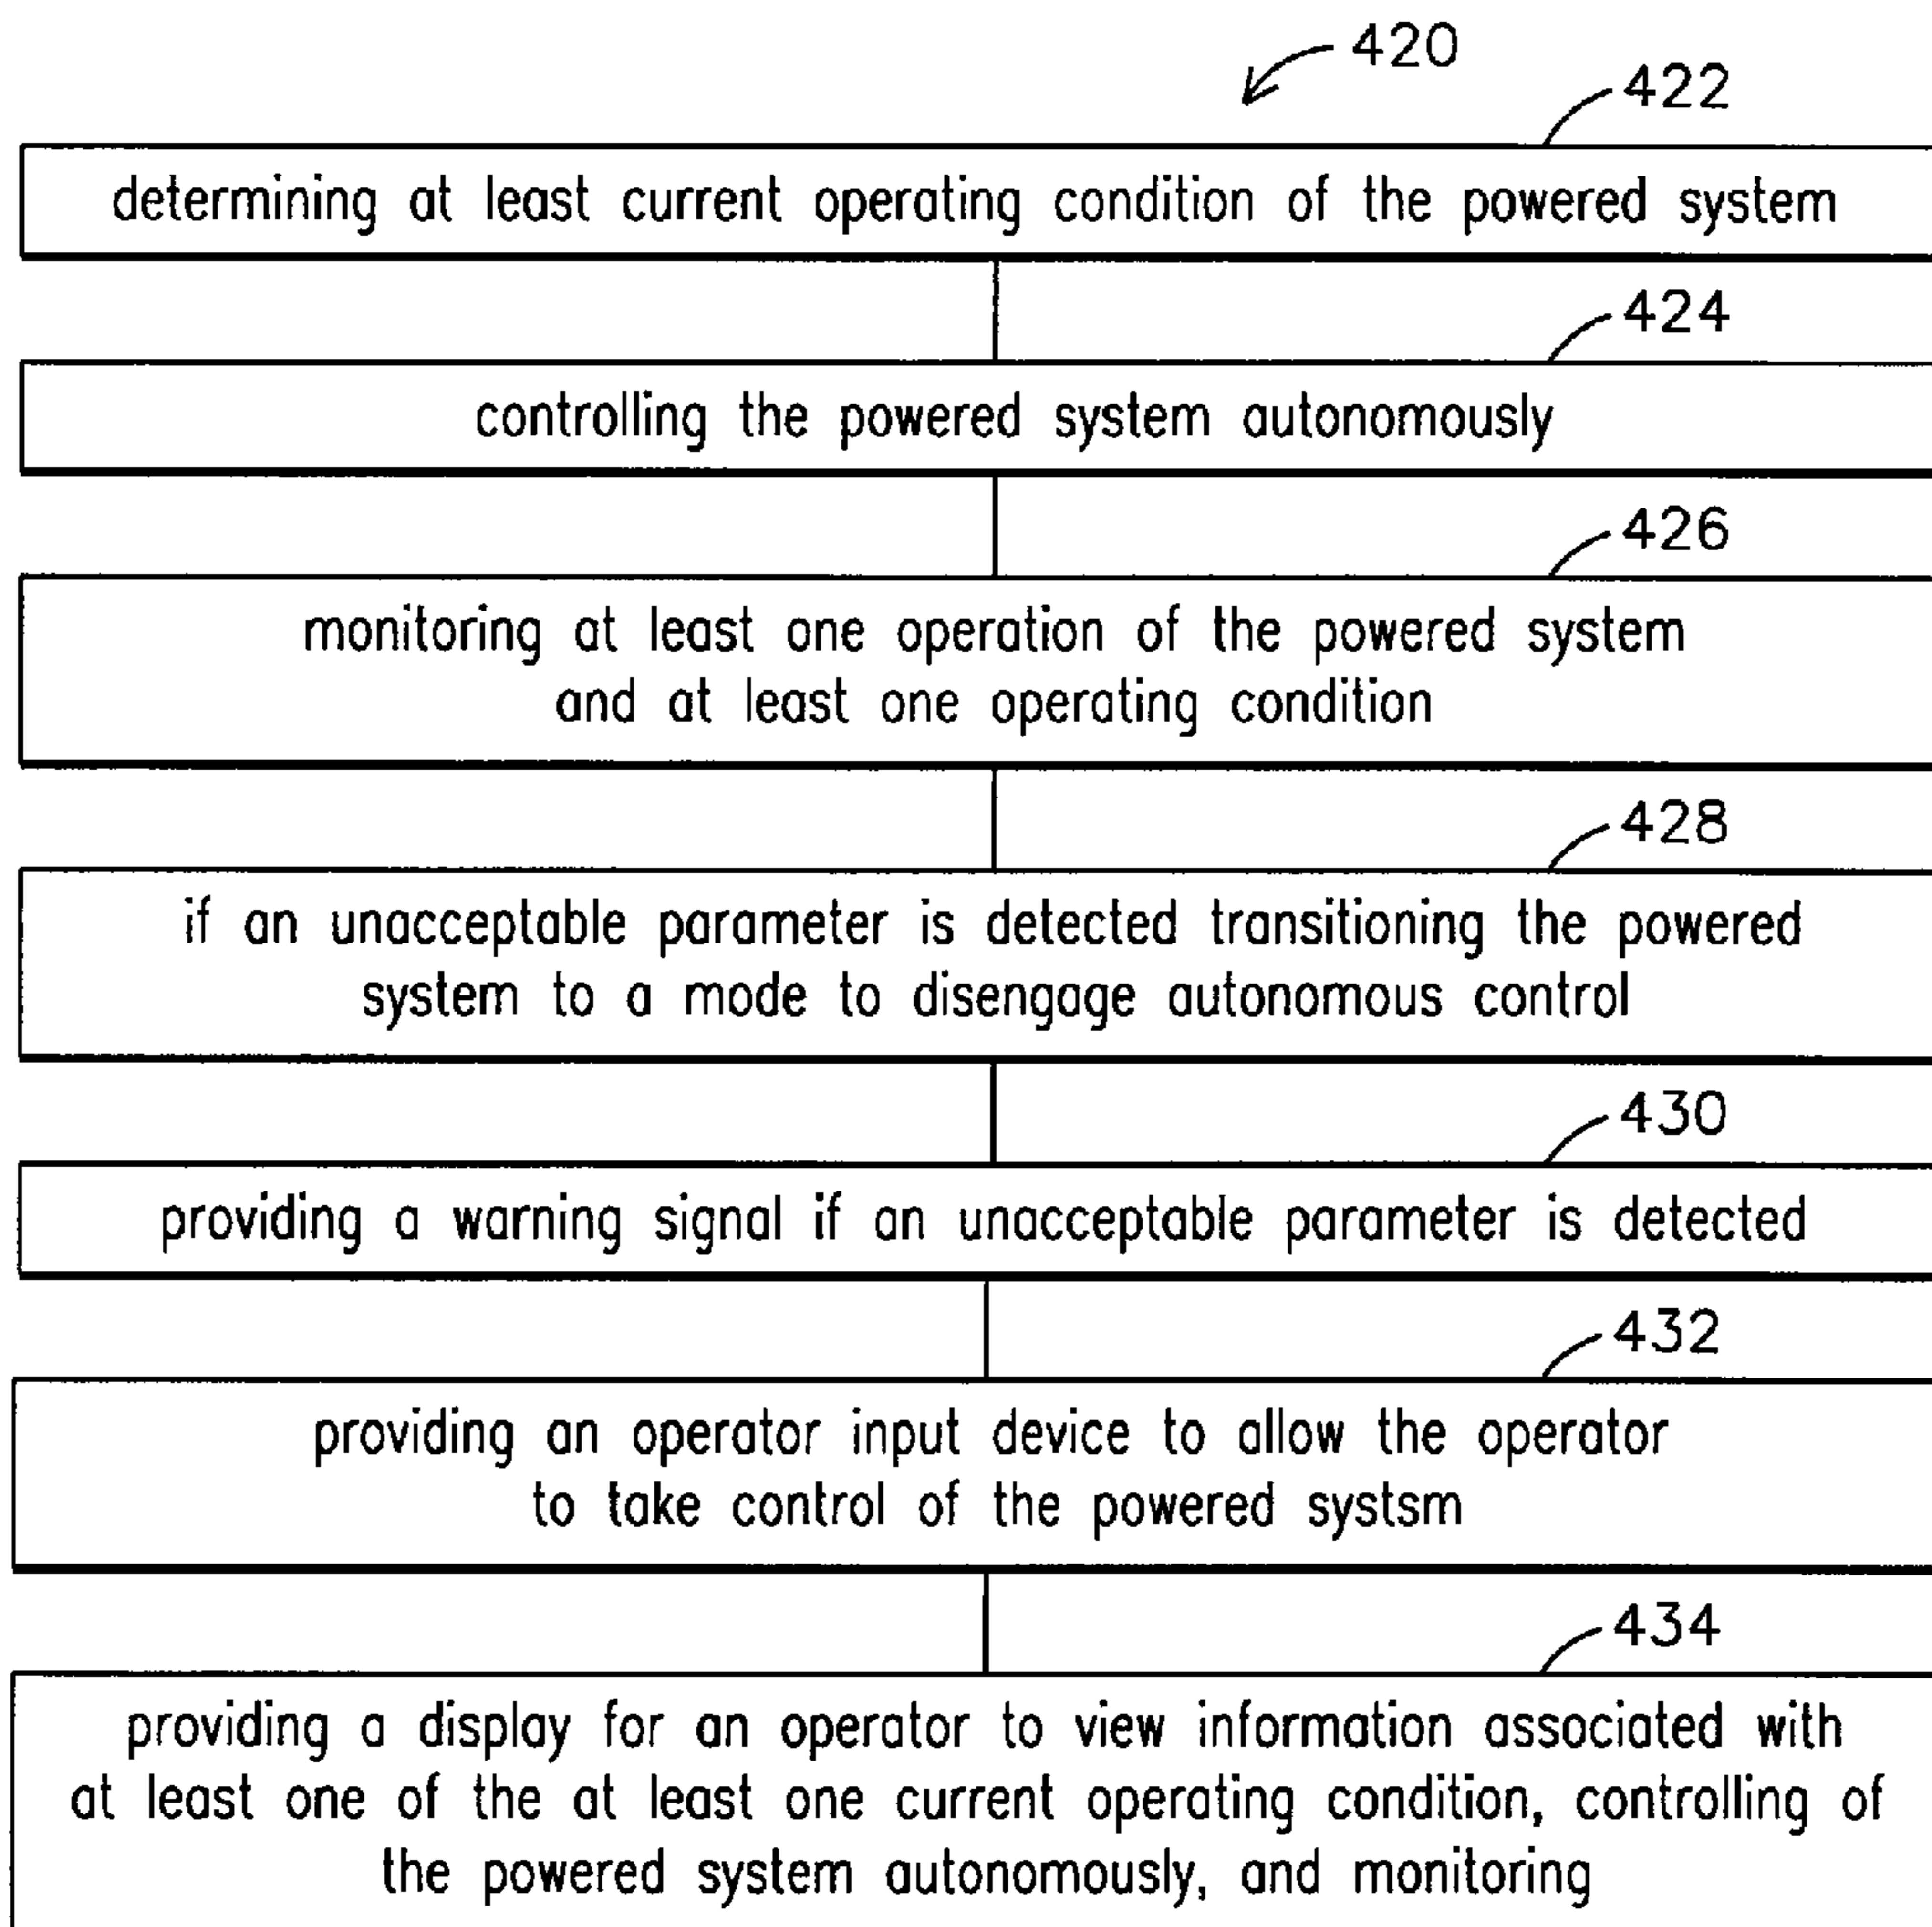 420
422
determining at least current operating condition of the powered system
424
controlling the powered system autonomously
426
monitoring at least one operation of the powered system
and at least one operating condition
428
if an unacceptable parameter is detected transitioning the powered
system to a mode to disengage autonomous control
430
providing a warning signal if an unacceptable parameter is detected
432
providing an operator input device to allow the operator
to take control of the powered systsm
434
providing a display for an operator to view information associated with
at least one of the at least one current operating condition, controlling of
the powered system autonomously, and monitoring